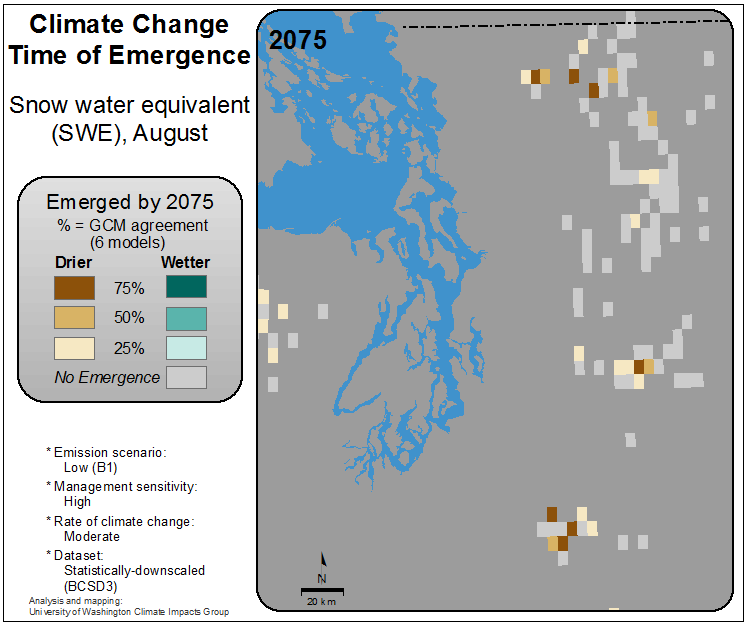 Climate Change
Time of Emergence
Snow water equivalent
(SWE), August
Emerged by 2075
% = GCM agreement
(6 models)
Drier Wetter
75%
50%
25%
No Emergence
* Emission scenario:
Low (B1)
* Management sensitivity:
High
* Rate of climate change:
Moderate
* Dataset:
Statistically-downscaled
(BCSD3)
Analysis and mapping:
University of Washington Climate Impacts Group
2075
N
20 km